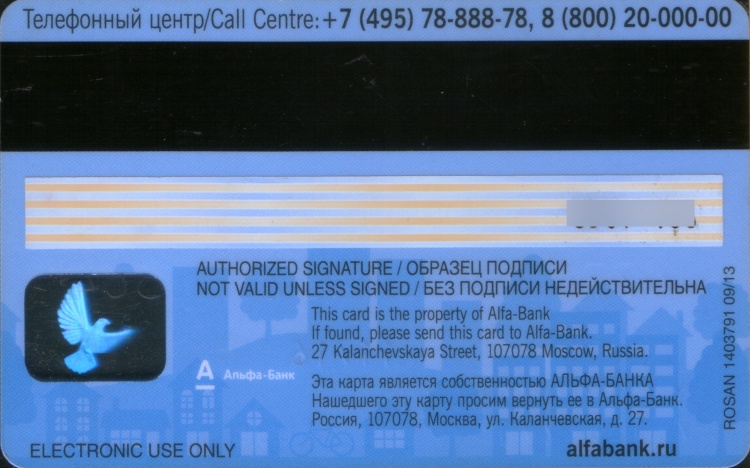 Телефонный центр/Call Centre:+7 (495) 78-888-78, 8 (800) 20-000-00
AUTHORIZED SIGNATURE / ОБРАЗЕЦ ПОДПИСИ
NOT VALID UNLESS SIGNED / БЕЗ ПОДПИСИ НЕДЕЙСТВИТЕЛЬНА
This card is the property of Alfa-Bank
If found, please send this card to Alfa-Bank.
27 Kalanchevskaya Street, 107078 Moscow, Russia.
А Альфа-Банк
Эта карта является собственностью АЛЬФА-БАНКА
Нашедшего эту карту просим вернуть ее в Альфа-Банк.
Россия, 107078, Москва, ул. Каланчевская, д. 27.
ELECTRONIC USE ONLY
alfabank.ru
ROSAN 1403791 09/13